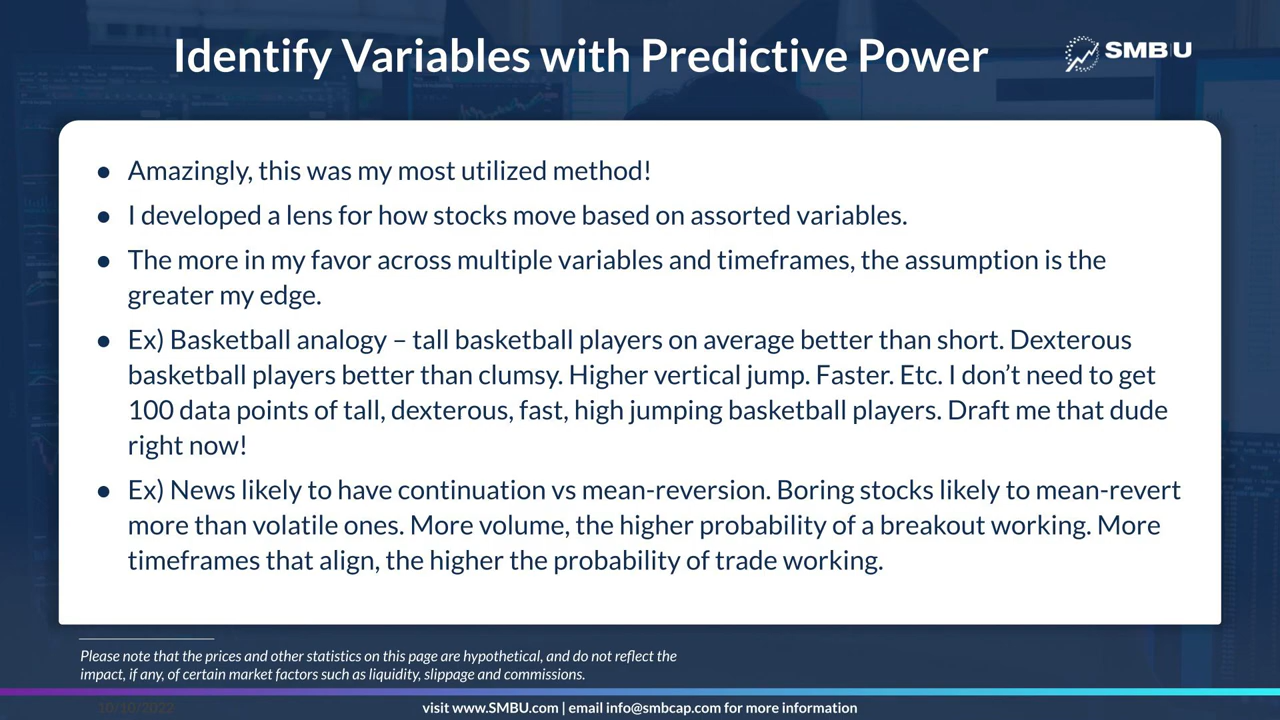 Identify Variables with Predictive Power
SMBU
● Amazingly, this was my most utilized method!
● I developed a lens for how stocks move based on assorted variables.
● The more in my favor across multiple variables and timeframes, the assumption is the
greater my edge.
● Ex) Basketball analogy – tall basketball players on average better than short. Dexterous
basketball players better than clumsy. Higher vertical jump. Faster. Etc. I don’t need to get
100 data points of tall, dexterous, fast, high jumping basketball players. Draft me that dude
right now!
● Ex) News likely to have continuation vs mean-reversion. Boring stocks likely to mean-revert
more than volatile ones. More volume, the higher probability of a breakout working. More
timeframes that align, the higher the probability of trade working.
Please note that the prices and other statistics on this page are hypothetical, and do not reflect the
impact, if any, of certain market factors such as liquidity, slippage and commissions.
10/10/2022
visit www.SMBU.com | email info@smbcap.com for more information